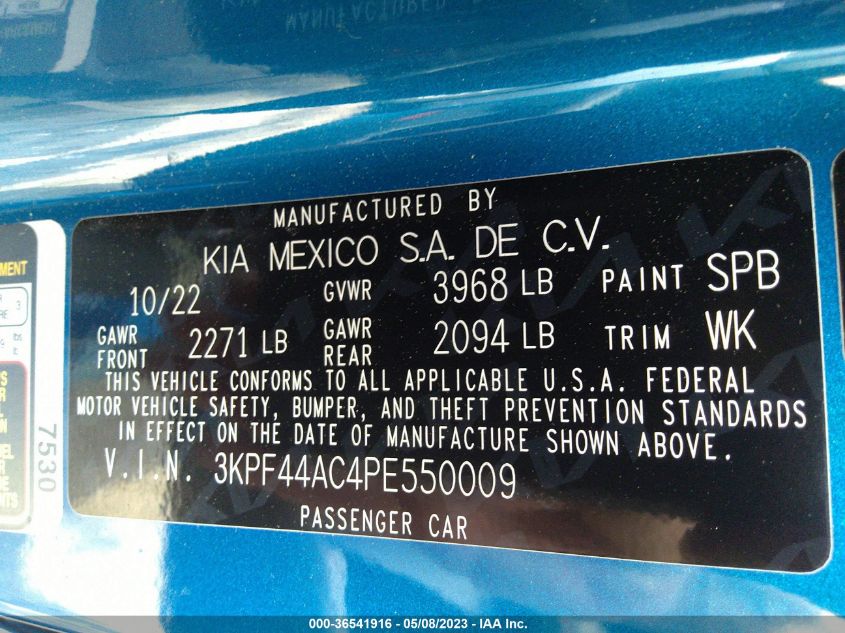 MANUFACTURED BY
KIA MEXICO S.A. DE C.V.
10/22 GVWR 3968 LB PAINT SPB
GAWR FRONT 2271 LB GAWR REAR 2094 LB TRIM WK
THIS VEHICLE CONFORMS TO ALL APPLICABLE U.S.A. FEDERAL
MOTOR VEHICLE SAFETY, BUMPER, AND THEFT PREVENTION STANDARDS
IN EFFECT ON THE DATE OF MANUFACTURE SHOWN ABOVE.
V.I.N. 3KPF44AC4PE550009
PASSENGER CAR
7530
000-36541916 - 05/08/2023 - IAA, Inc.